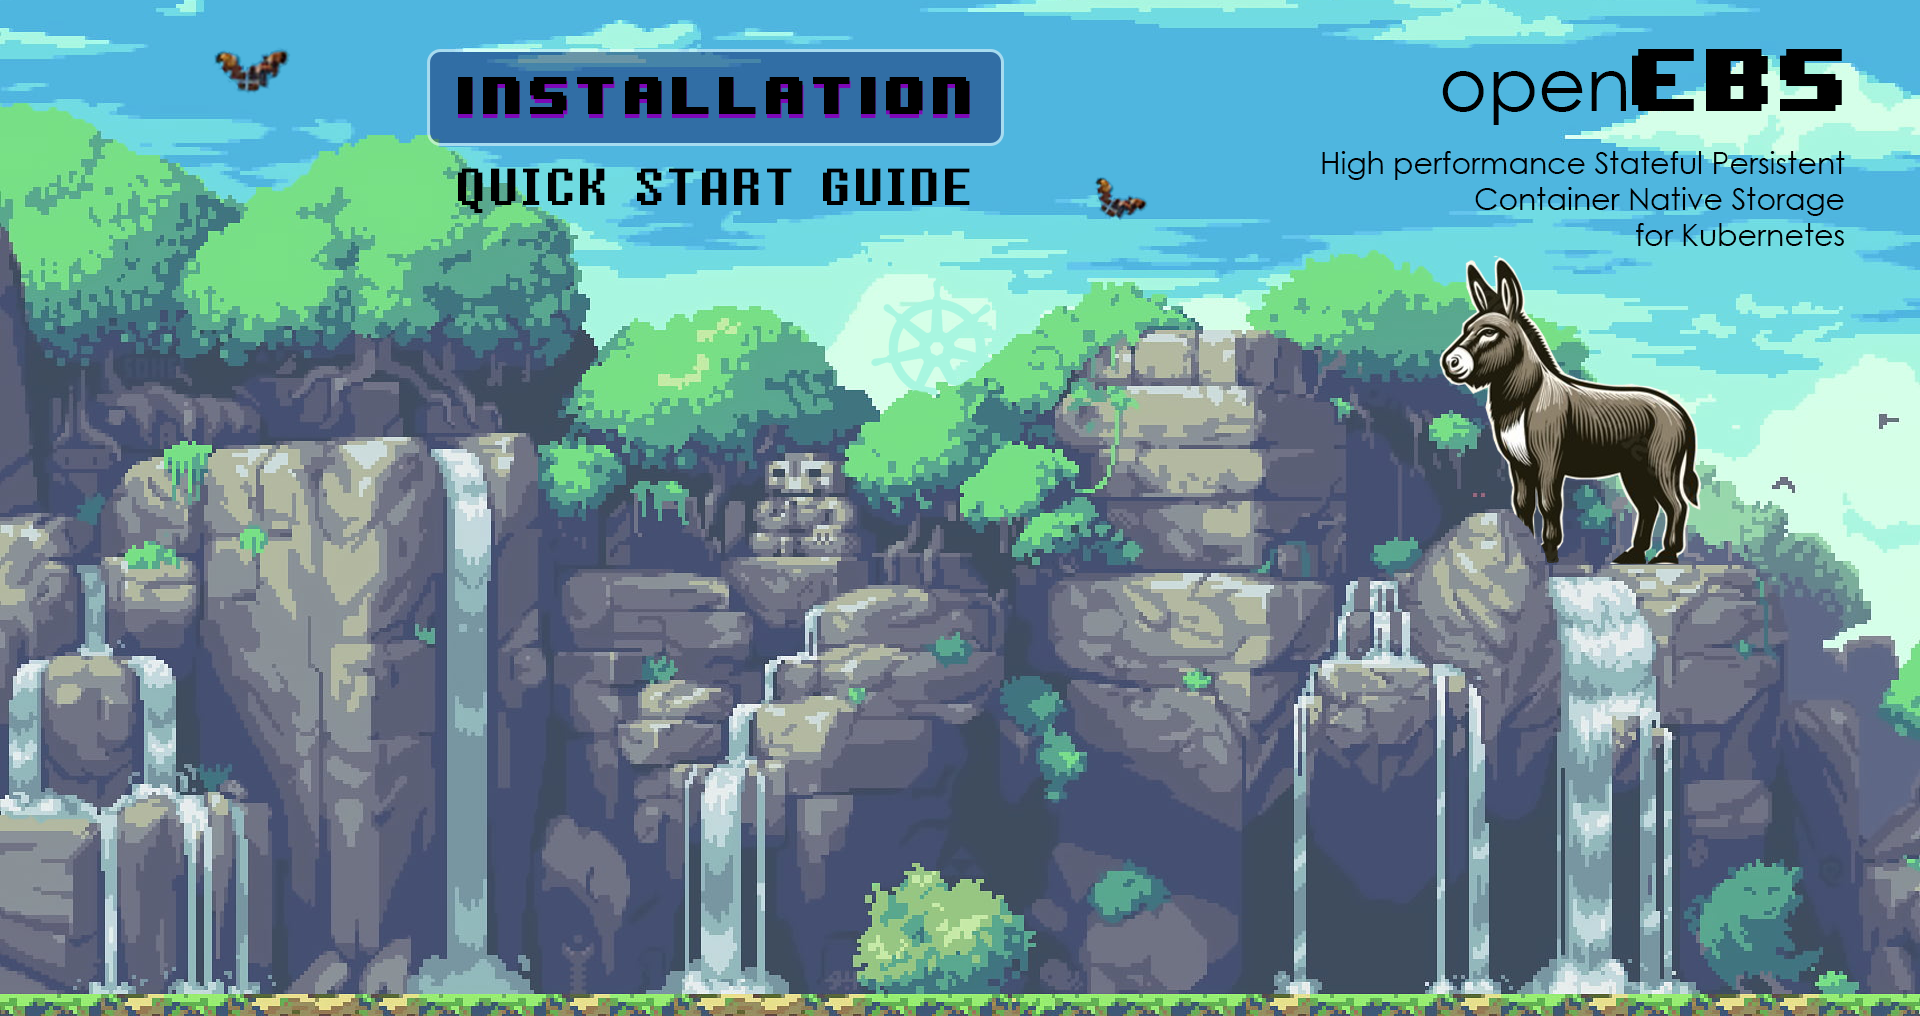 INSTALLATION
QUICK START GUIDE
openEBS
High performance Stateful Persistent
Container Native Storage
for Kubernetes